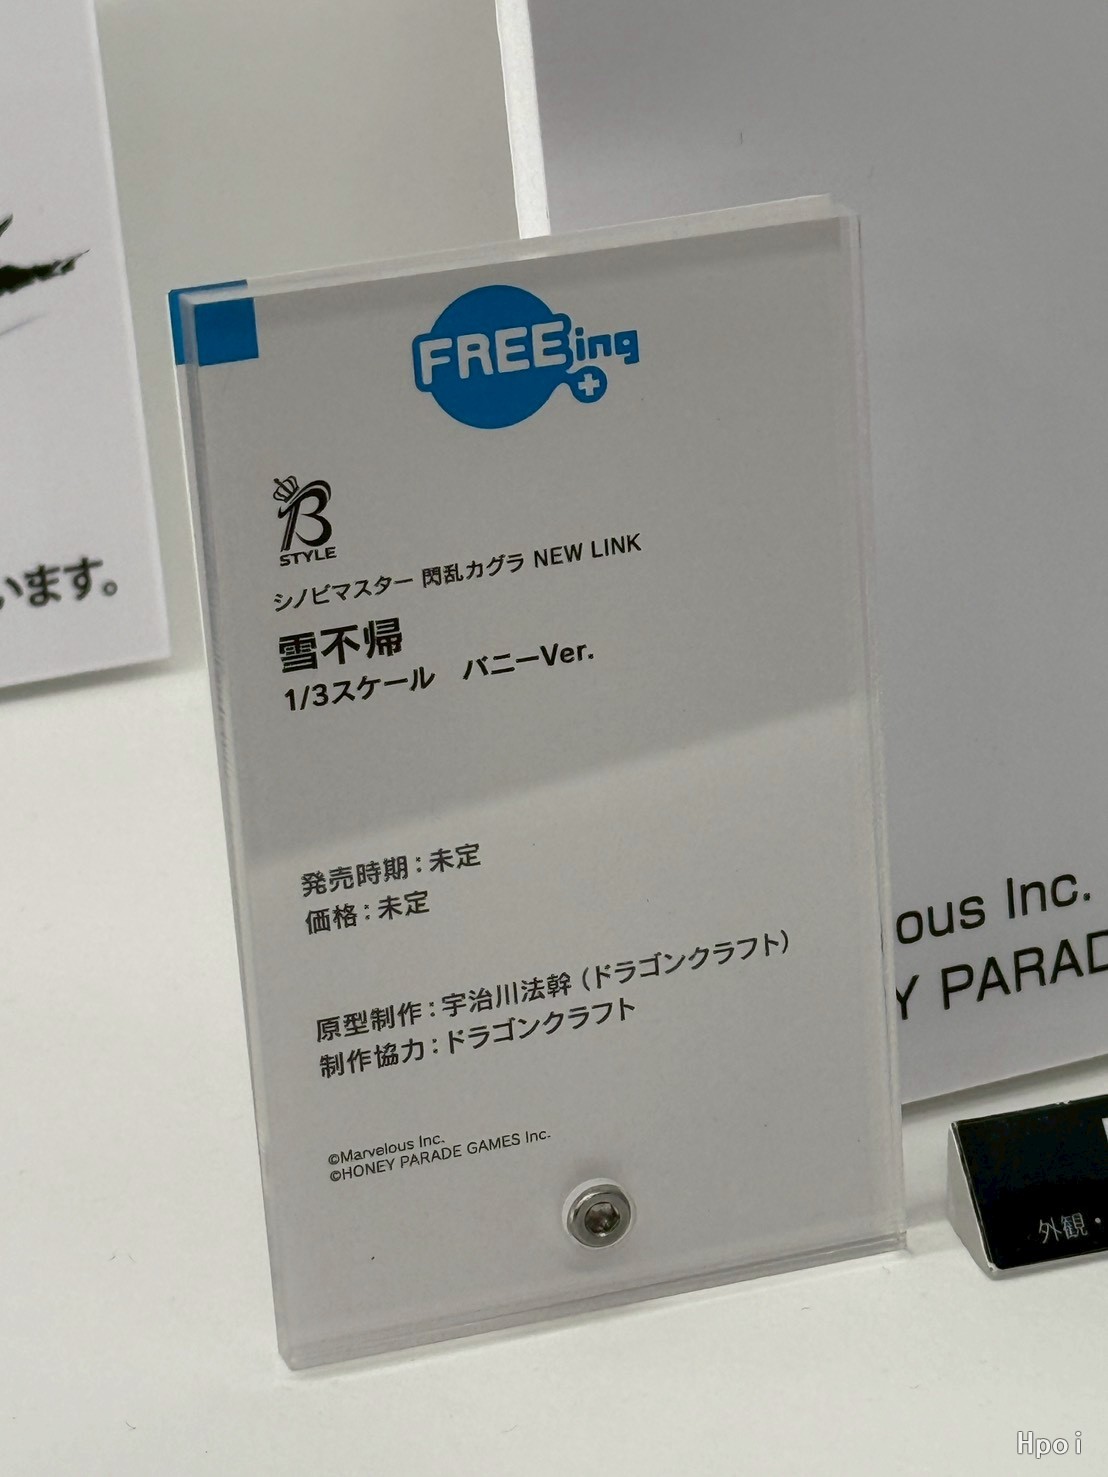 います。
FREEing
B
STYLE
シノビマスター 閃乱カグラ NEW LINK
雪不帰
1/3スケール　バニーVer.
発売時期：未定
価格：未定
原型制作：宇治川法幹（ドラゴンクラフト）
制作協力：ドラゴンクラフト
©Marvelous Inc.
©HONEY PARADE GAMES Inc.
ous Inc.
Y PARAD
外観・
Hpoi